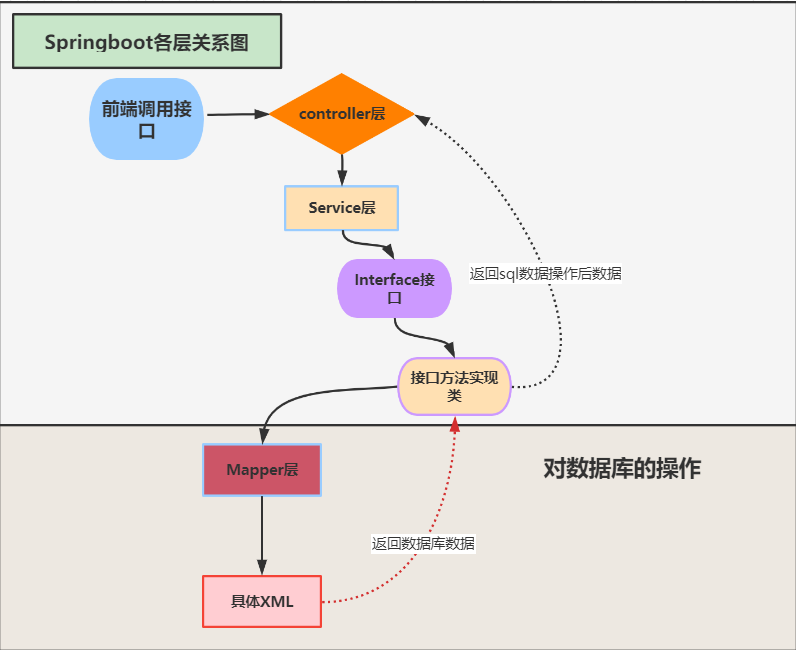 Springboot各层关系图
前端调用接
口
controller层
Service层
Interface接
口
返回sql数据操作后数据
接口方法实现
类
Mapper层
对数据库的操作
返回数据库数据
具体XML